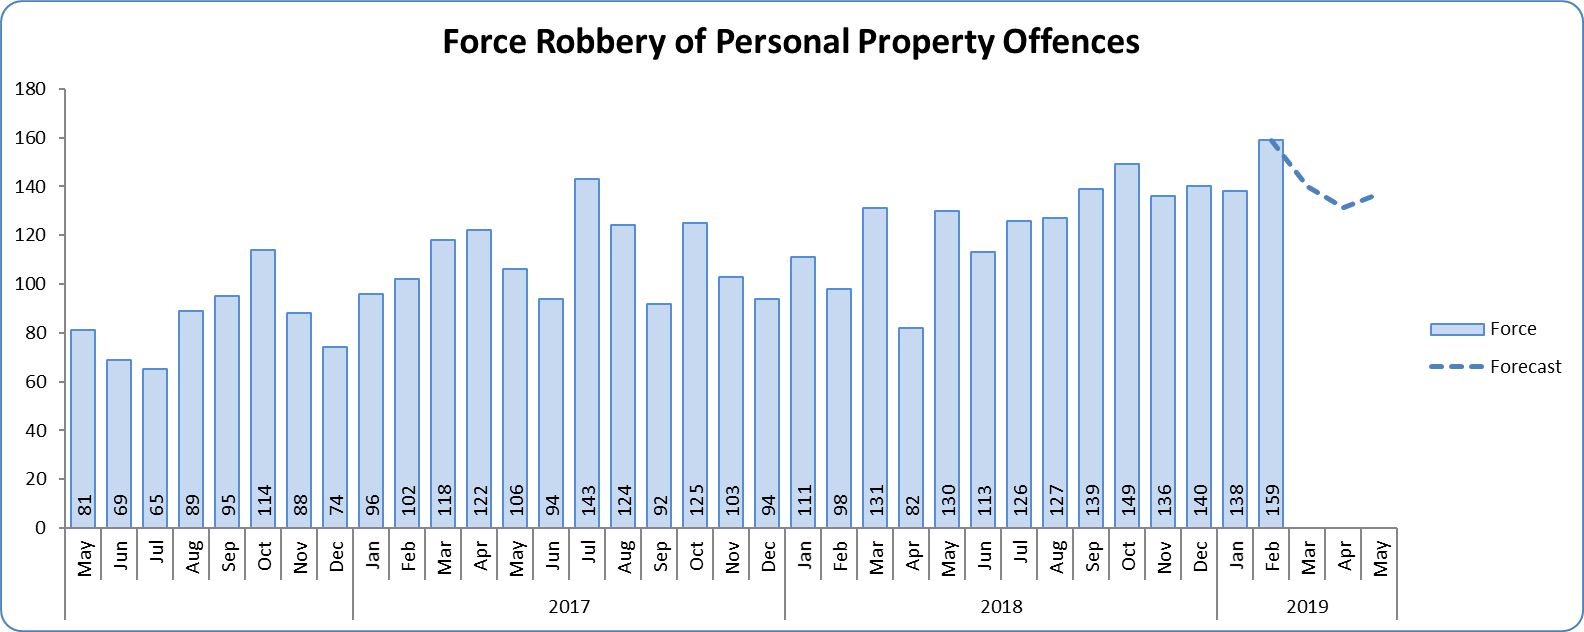 Force Robbery of Personal Property Offences
180
160
140
120
100
80
60
40
20
0
81 69 65 89 95 114 88 74 96 102 118 122 106 94 143 124 92 125 103 94 111 98 131 82 130 113 126 127 139 149 136 140 138 159
May Jun Jul Aug Sep Oct Nov Dec Jan Feb Mar Apr May Jun Jul Aug Sep Oct Nov Dec Jan Feb Mar Apr May Jun Jul Aug Sep Oct Nov Dec Jan Feb Mar Apr May
2017 2018 2019
Force
Forecast